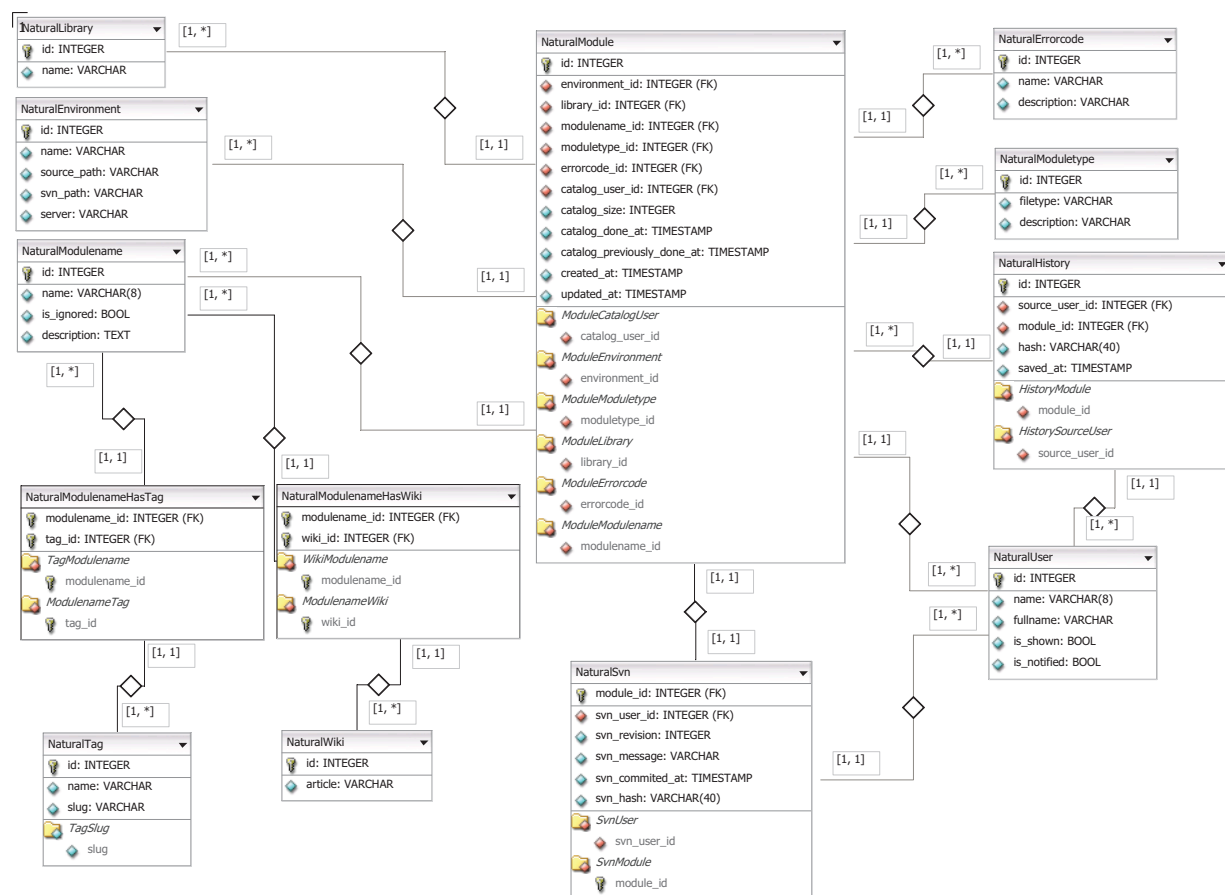 1
NaturalLibrary
id: INTEGER
name: VARCHAR
[1, *]
[1, 1]
NaturalEnvironment
id: INTEGER
name: VARCHAR
source_path: VARCHAR
svn_path: VARCHAR
server: VARCHAR
[1, *]
[1, 1]
NaturalModulename
id: INTEGER
name: VARCHAR(8)
is_ignored: BOOL
description: TEXT
[1, *]
[1, *]
[1, *]
[1, 1]
[1, 1]
[1, 1]
NaturalModulenameHasTag
modulename_id: INTEGER (FK)
tag_id: INTEGER (FK)
TagModulename
modulename_id
ModulenameTag
tag_id
[1, 1]
[1, *]
NaturalTag
id: INTEGER
name: VARCHAR
slug: VARCHAR
TagSlug
slug
NaturalModulenameHasWiki
modulename_id: INTEGER (FK)
wiki_id: INTEGER (FK)
WikiModulename
modulename_id
ModulenameWiki
wiki_id
[1, 1]
[1, *]
NaturalWiki
id: INTEGER
article: VARCHAR
NaturalModule
id: INTEGER
environment_id: INTEGER (FK)
library_id: INTEGER (FK)
modulename_id: INTEGER (FK)
moduletype_id: INTEGER (FK)
errorcode_id: INTEGER (FK)
catalog_user_id: INTEGER (FK)
catalog_size: INTEGER
catalog_done_at: TIMESTAMP
catalog_previously_done_at: TIMESTAMP
created_at: TIMESTAMP
updated_at: TIMESTAMP
ModuleCatalogUser
catalog_user_id
ModuleEnvironment
environment_id
ModuleModuletype
moduletype_id
ModuleLibrary
library_id
ModuleErrorcode
errorcode_id
ModuleModulename
modulename_id
[1, 1]
[1, 1]
NaturalSvn
module_id: INTEGER (FK)
svn_user_id: INTEGER (FK)
svn_revision: INTEGER
svn_message: VARCHAR
svn_commited_at: TIMESTAMP
svn_hash: VARCHAR(40)
SvnUser
svn_user_id
SvnModule
module_id
[1, *]
[1, 1]
NaturalErrorcode
id: INTEGER
name: VARCHAR
description: VARCHAR
[1, *]
[1, 1]
NaturalModuletype
id: INTEGER
filetype: VARCHAR
description: VARCHAR
[1, *]
[1, 1]
NaturalHistory
id: INTEGER
source_user_id: INTEGER (FK)
module_id: INTEGER (FK)
hash: VARCHAR(40)
saved_at: TIMESTAMP
HistoryModule
module_id
HistorySourceUser
source_user_id
[1, 1]
[1, 1]
[1, *]
[1, *]
[1, *]
[1, 1]
NaturalUser
id: INTEGER
name: VARCHAR(8)
fullname: VARCHAR
is_shown: BOOL
is_notified: BOOL